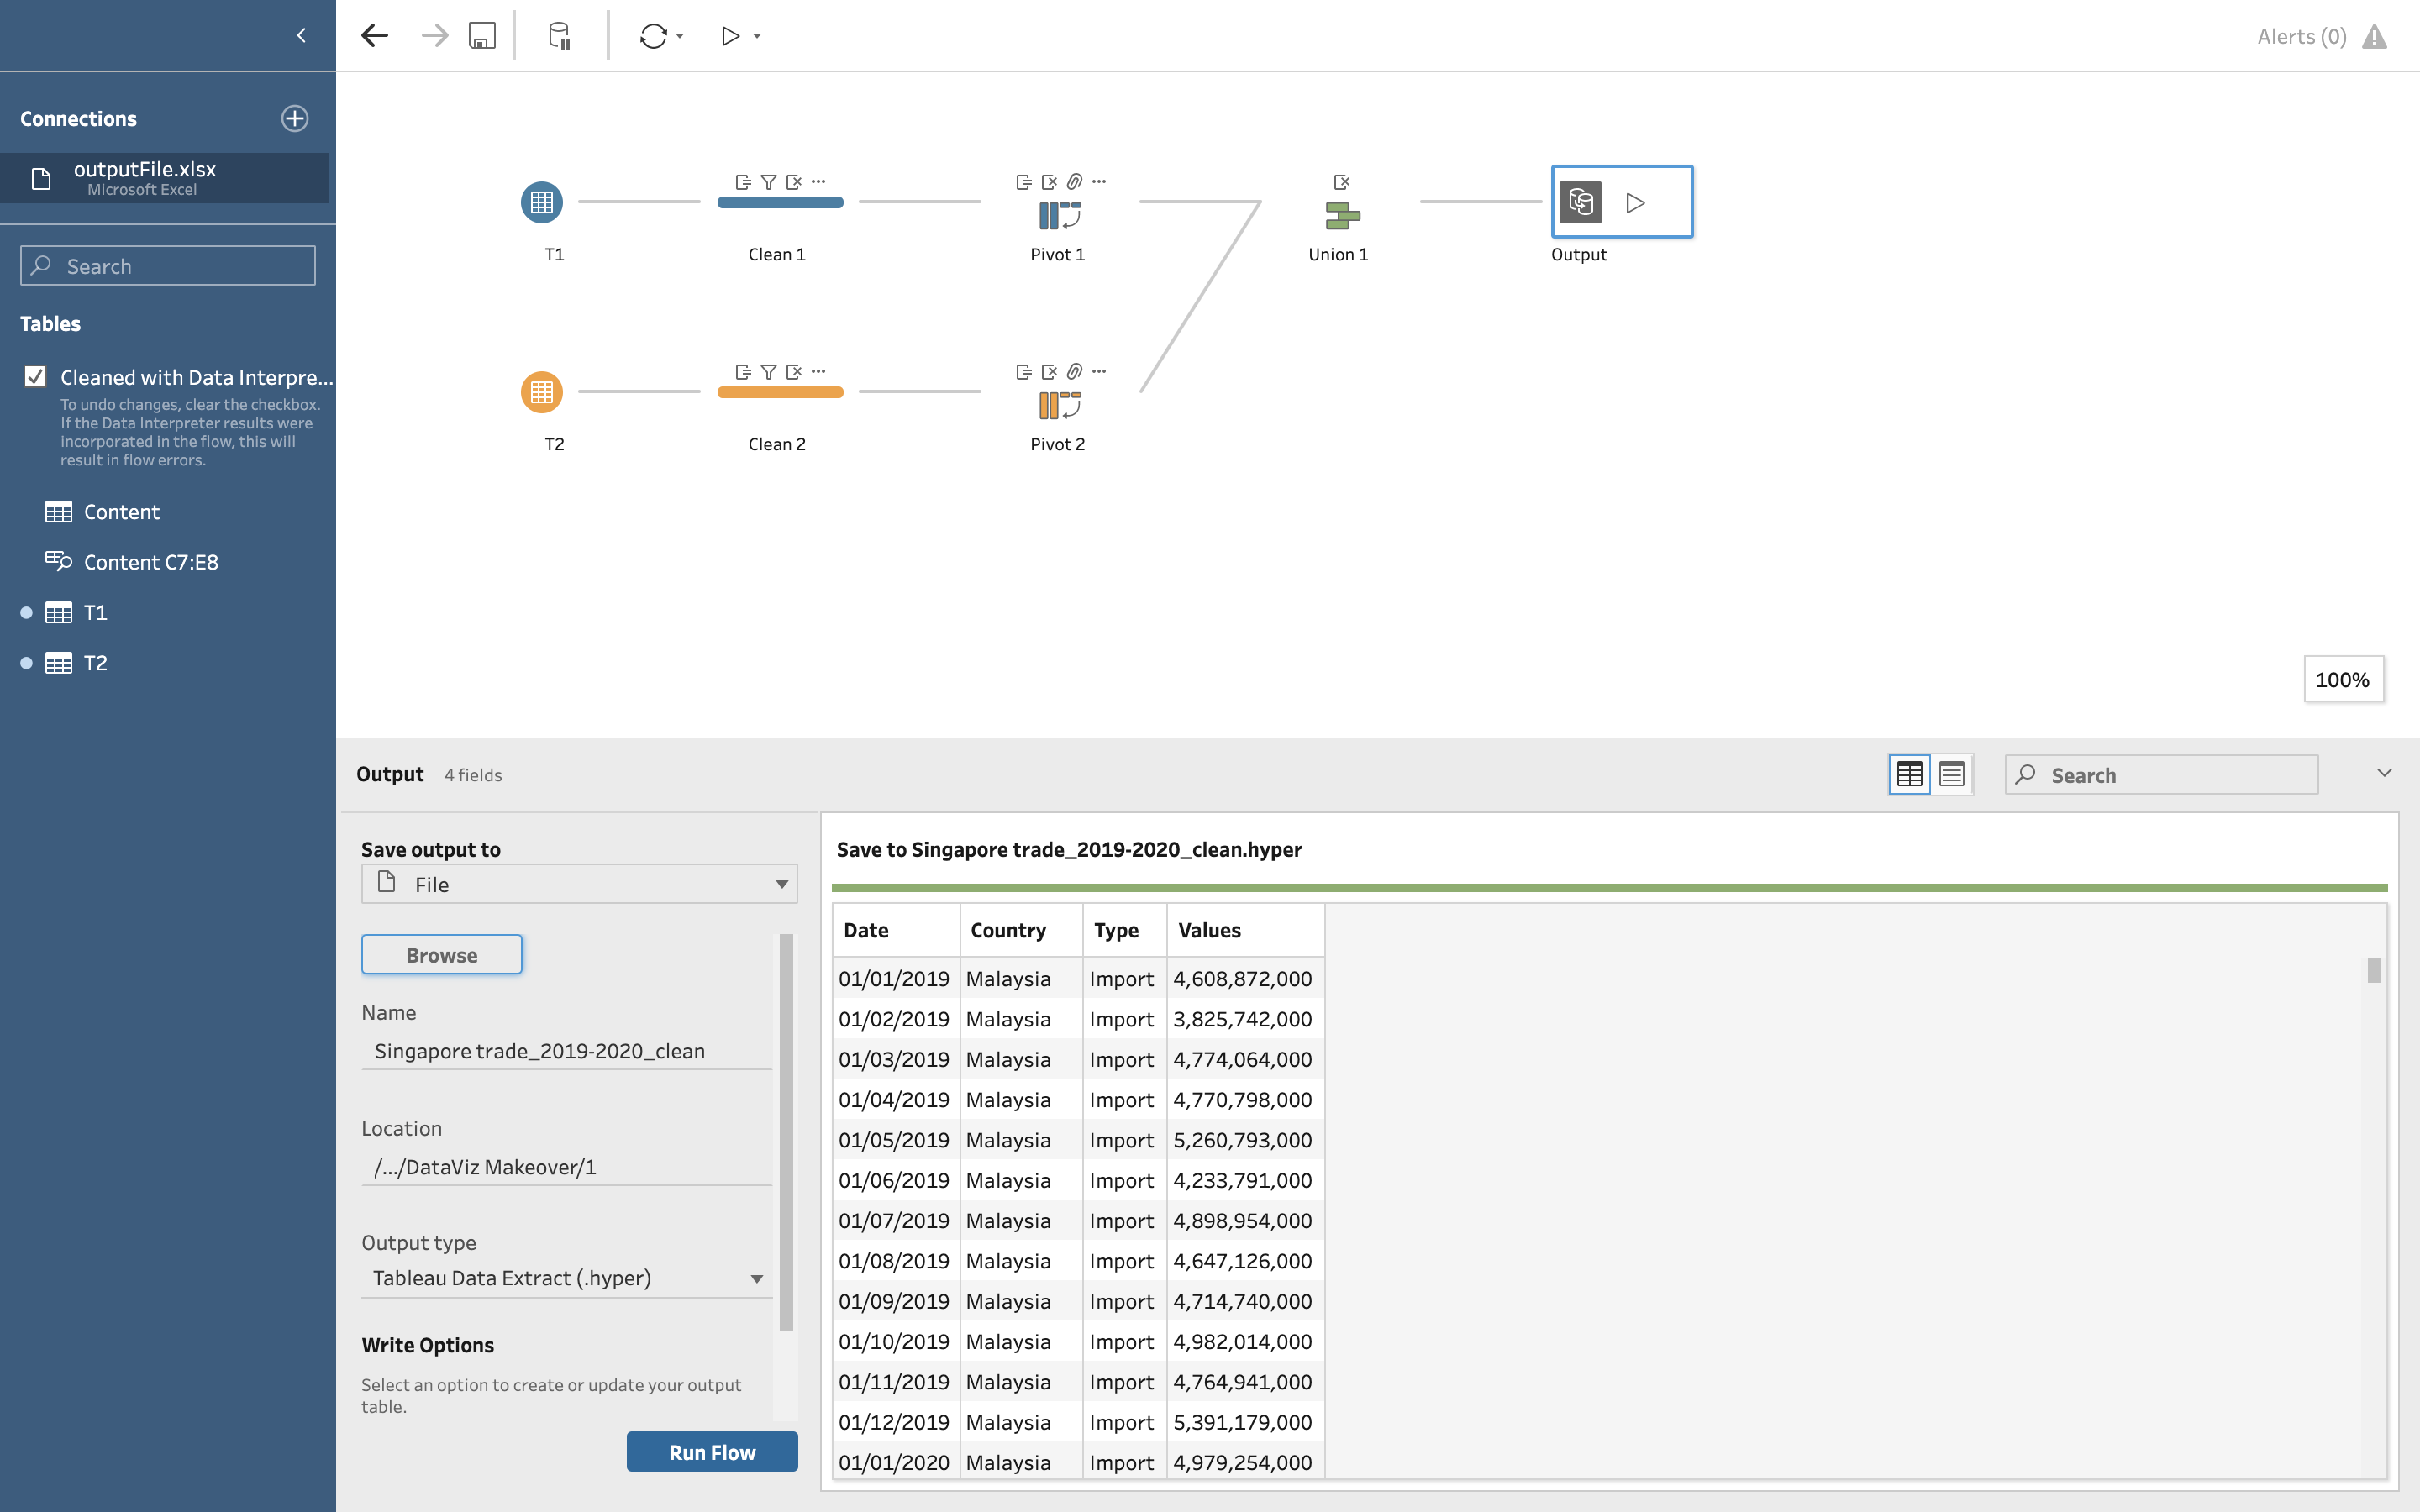 Alerts (0)
Connections
outputFile.xlsx
Microsoft Excel
Search
Tables
Cleaned with Data Interpre...
To undo changes, clear the checkbox.
If the Data Interpreter results were
incorporated in the flow, this will
result in flow errors.
Content
Content C7:E8
T1
T2
T1
Clean 1
Pivot 1
Union 1
Output
T2
Clean 2
Pivot 2
100%
Output 4 fields
Search
Save output to
File
Browse
Name
Singapore trade_2019-2020_clean
Location
/.../DataViz Makeover/1
Output type
Tableau Data Extract (.hyper)
Write Options
Select an option to create or update your output
table.
Run Flow
Save to Singapore trade_2019-2020_clean.hyper
Date Country Type Values
01/01/2019 Malaysia Import 4,608,872,000
01/02/2019 Malaysia Import 3,825,742,000
01/03/2019 Malaysia Import 4,774,064,000
01/04/2019 Malaysia Import 4,770,798,000
01/05/2019 Malaysia Import 5,260,793,000
01/06/2019 Malaysia Import 4,233,791,000
01/07/2019 Malaysia Import 4,898,954,000
01/08/2019 Malaysia Import 4,647,126,000
01/09/2019 Malaysia Import 4,714,740,000
01/10/2019 Malaysia Import 4,982,014,000
01/11/2019 Malaysia Import 4,764,941,000
01/12/2019 Malaysia Import 5,391,179,000
01/01/2020 Malaysia Import 4,979,254,000